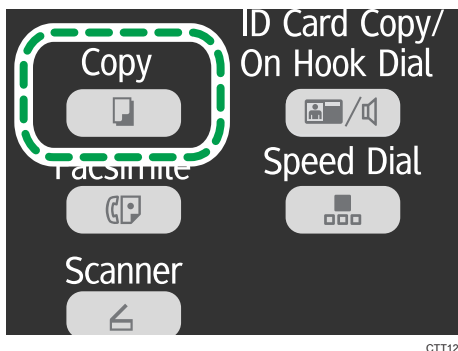 ID Card Copy/
Copy
On Hook Dial
Facsimile
Speed Dial
Scanner
CTT12